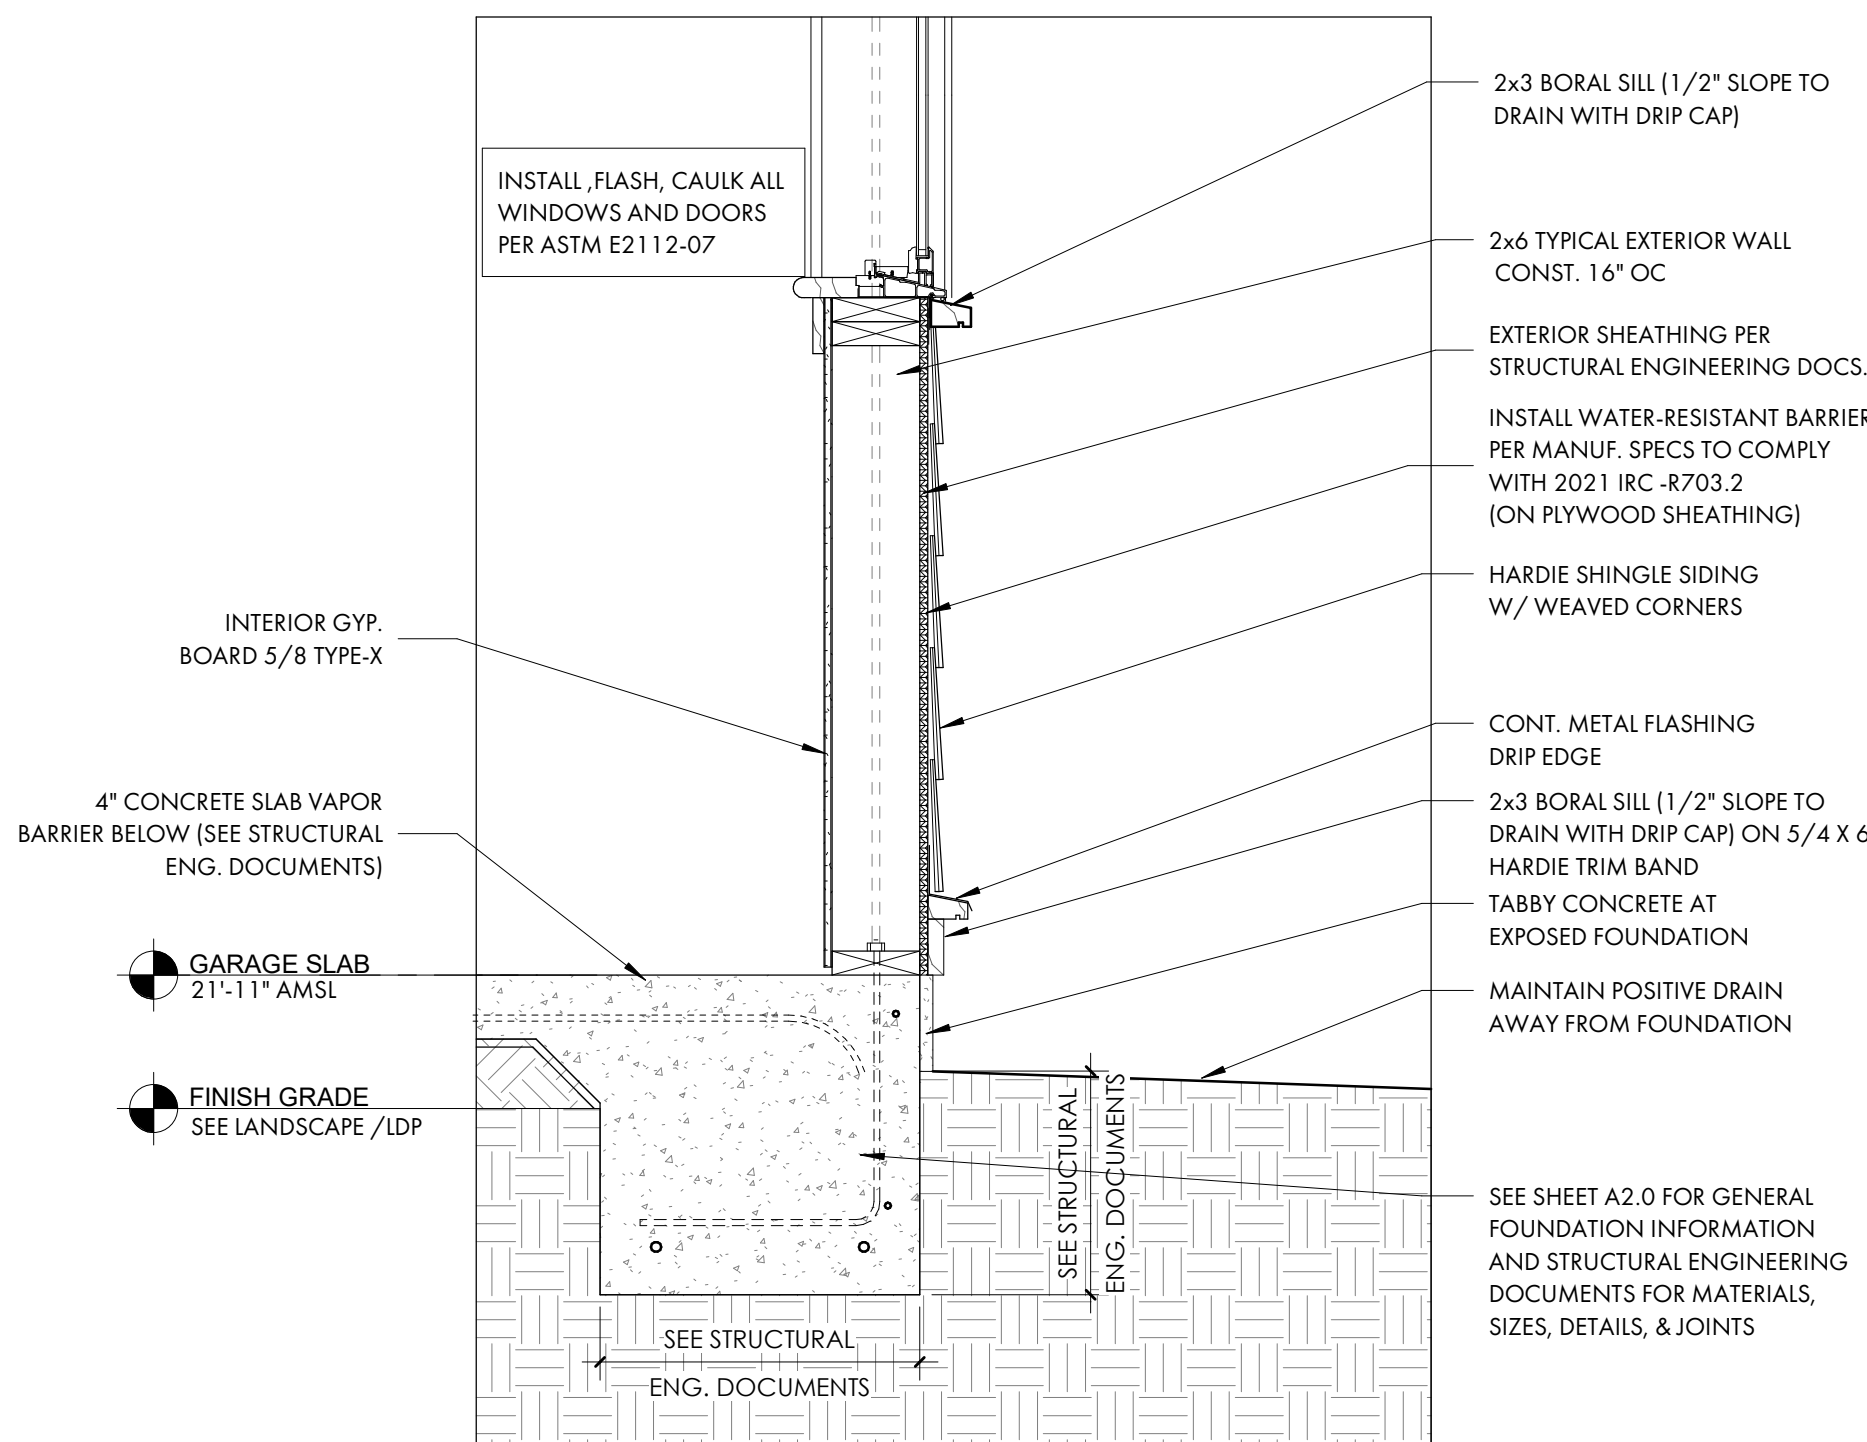 INSTALL ,FLASH, CAULK ALL
WINDOWS AND DOORS
PER ASTM E2112-07
INTERIOR GYP.
BOARD 5/8 TYPE-X
4" CONCRETE SLAB VAPOR
BARRIER BELOW (SEE STRUCTURAL
ENG. DOCUMENTS)
GARAGE SLAB
21'-11" AMSL
FINISH GRADE
SEE LANDSCAPE /LDP
2x3 BORAL SILL (1/2" SLOPE TO
DRAIN WITH DRIP CAP)
2x6 TYPICAL EXTERIOR WALL
CONST. 16" OC
EXTERIOR SHEATHING PER
STRUCTURAL ENGINEERING DOCS.
INSTALL WATER-RESISTANT BARRIER
PER MANUF. SPECS TO COMPLY
WITH 2021 IRC -R703.2
(ON PLYWOOD SHEATHING)
HARDIE SHINGLE SIDING
W/ WEAVED CORNERS
CONT. METAL FLASHING
DRIP EDGE
2x3 BORAL SILL (1/2" SLOPE TO
DRAIN WITH DRIP CAP) ON 5/4 X 6
HARDIE TRIM BAND
TABBY CONCRETE AT
EXPOSED FOUNDATION
MAINTAIN POSITIVE DRAIN
AWAY FROM FOUNDATION
SEE SHEET A2.0 FOR GENERAL
FOUNDATION INFORMATION
AND STRUCTURAL ENGINEERING
DOCUMENTS FOR MATERIALS,
SIZES, DETAILS, & JOINTS
SEE STRUCTURAL
ENG. DOCUMENTS
SEE STRUCTURAL
ENG. DOCUMENTS